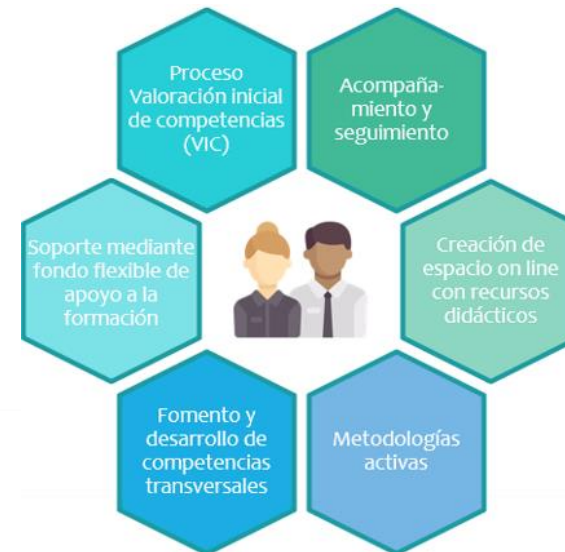 Proceso
Valoración inicial
de competencias
(VIC)
Acompaña-
miento y
seguimiento
Soporte mediante
fondo flexible de
apoyo a la
formación
Creación de
espacio on line
con recursos
didácticos
Fomento y
desarrollo de
competencias
transversales
Metodologías
activas